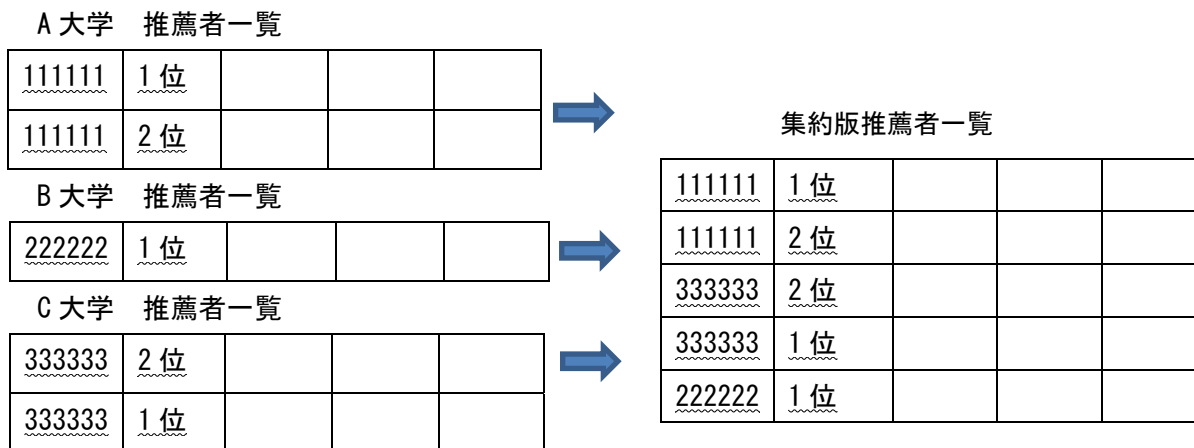 A大学　推薦者一覧
111111 1位
111111 2位
B大学　推薦者一覧
222222 1位
C大学　推薦者一覧
333333 2位
333333 1位
集約版推薦者一覧
111111 1位
111111 2位
333333 2位
333333 1位
222222 1位